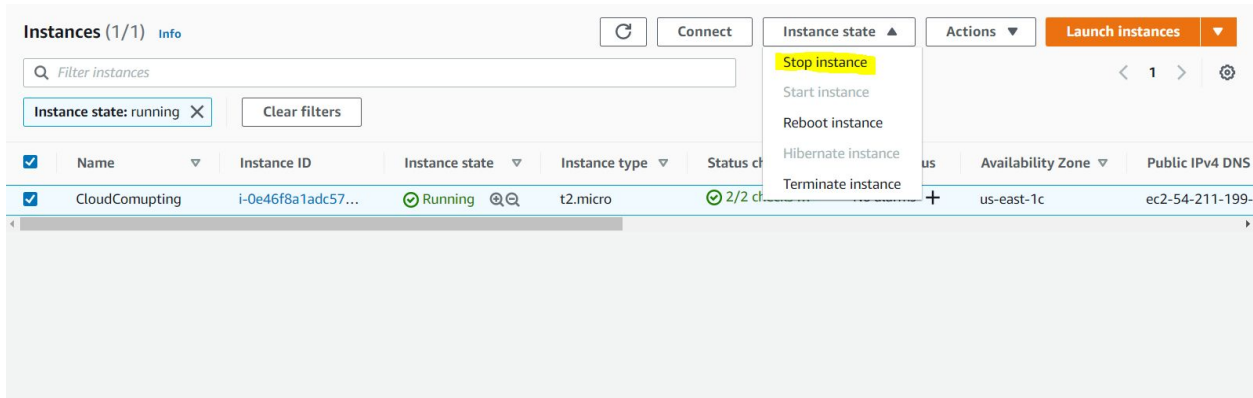 Instances (1/1) Info
Connect
Instance state
Actions
Launch instances
Filter instances
1
Instance state: running
Clear filters
Stop instance
Start instance
Reboot instance
Hibernate instance
Terminate instance
Name Instance ID Instance state Instance type Status ch us Availability Zone Public IPv4 DNS
CloudComupting i-0e46f8a1adc57... Running t2.micro 2/2 us-east-1c ec2-54-211-199-